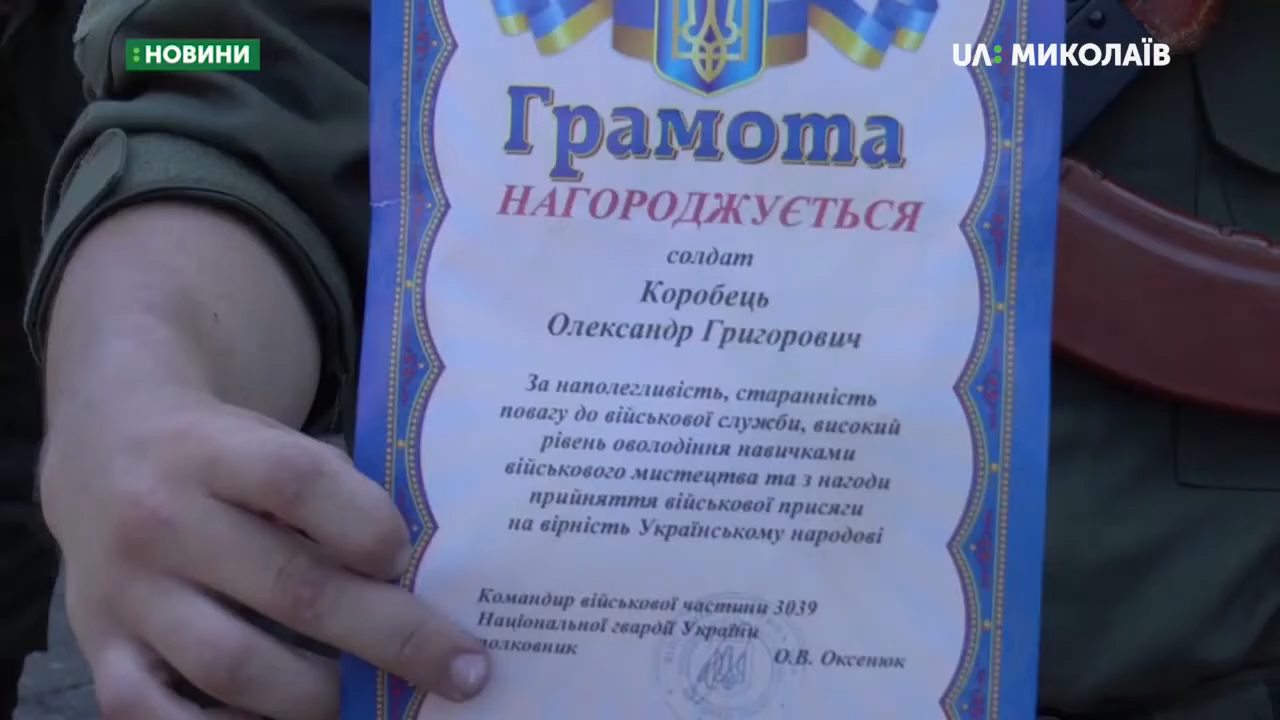 НОВИНИ
UA: МИКОЛАЇВ
Грамота
НАГОРОДЖУЄТЬСЯ
солдат
Коробець
Олександр Григорович
За наполегливість, старанність
повагу до військової служби, високий
рівень оволодіння навичками
військового мистецтва та з нагоди
прийняття військової присяги
на вірність Українському народові
Командир військової частини 3039
Національної гвардії України
полковник
О.В. Оксенюк